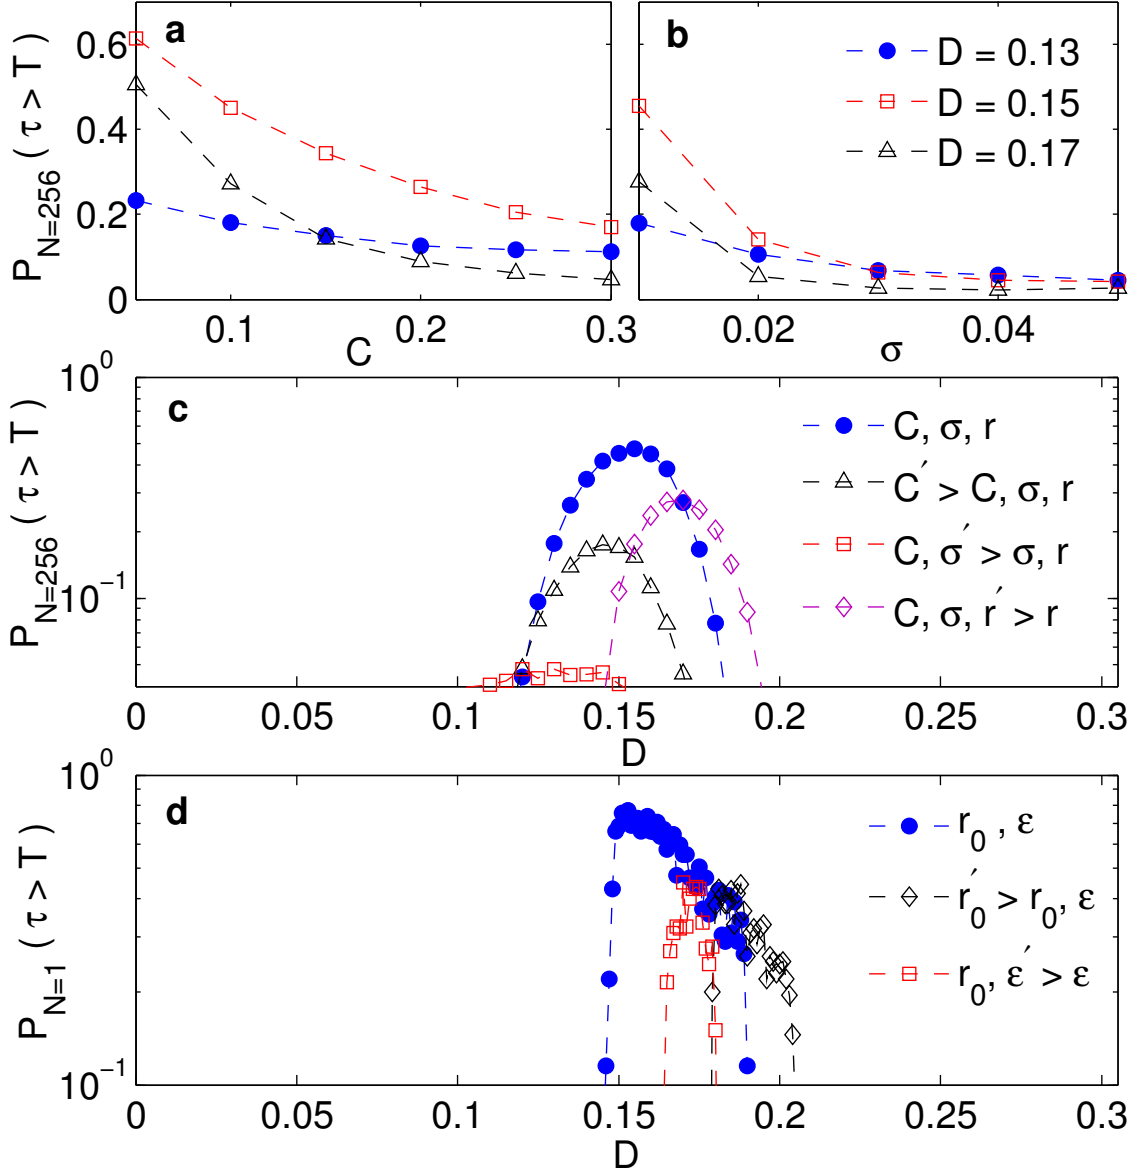 a
b
P_{N=256} ( τ > T )
0.6
0.4
0.2
0
D = 0.13
D = 0.15
D = 0.17
0.1 0.2 0.3 0.02 0.04
C σ
c
P_{N=256} ( τ > T )
10^0
10^{-1}
C, σ, r
C′ > C, σ, r
C, σ′ > σ, r
C, σ, r′ > r
0 0.05 0.1 0.15 0.2 0.25 0.3
D
d
P_{N=1} ( τ > T )
10^0
10^{-1}
r_0 , ε
r_0′ > r_0, ε
r_0, ε′ > ε
0 0.05 0.1 0.15 0.2 0.25 0.3
D